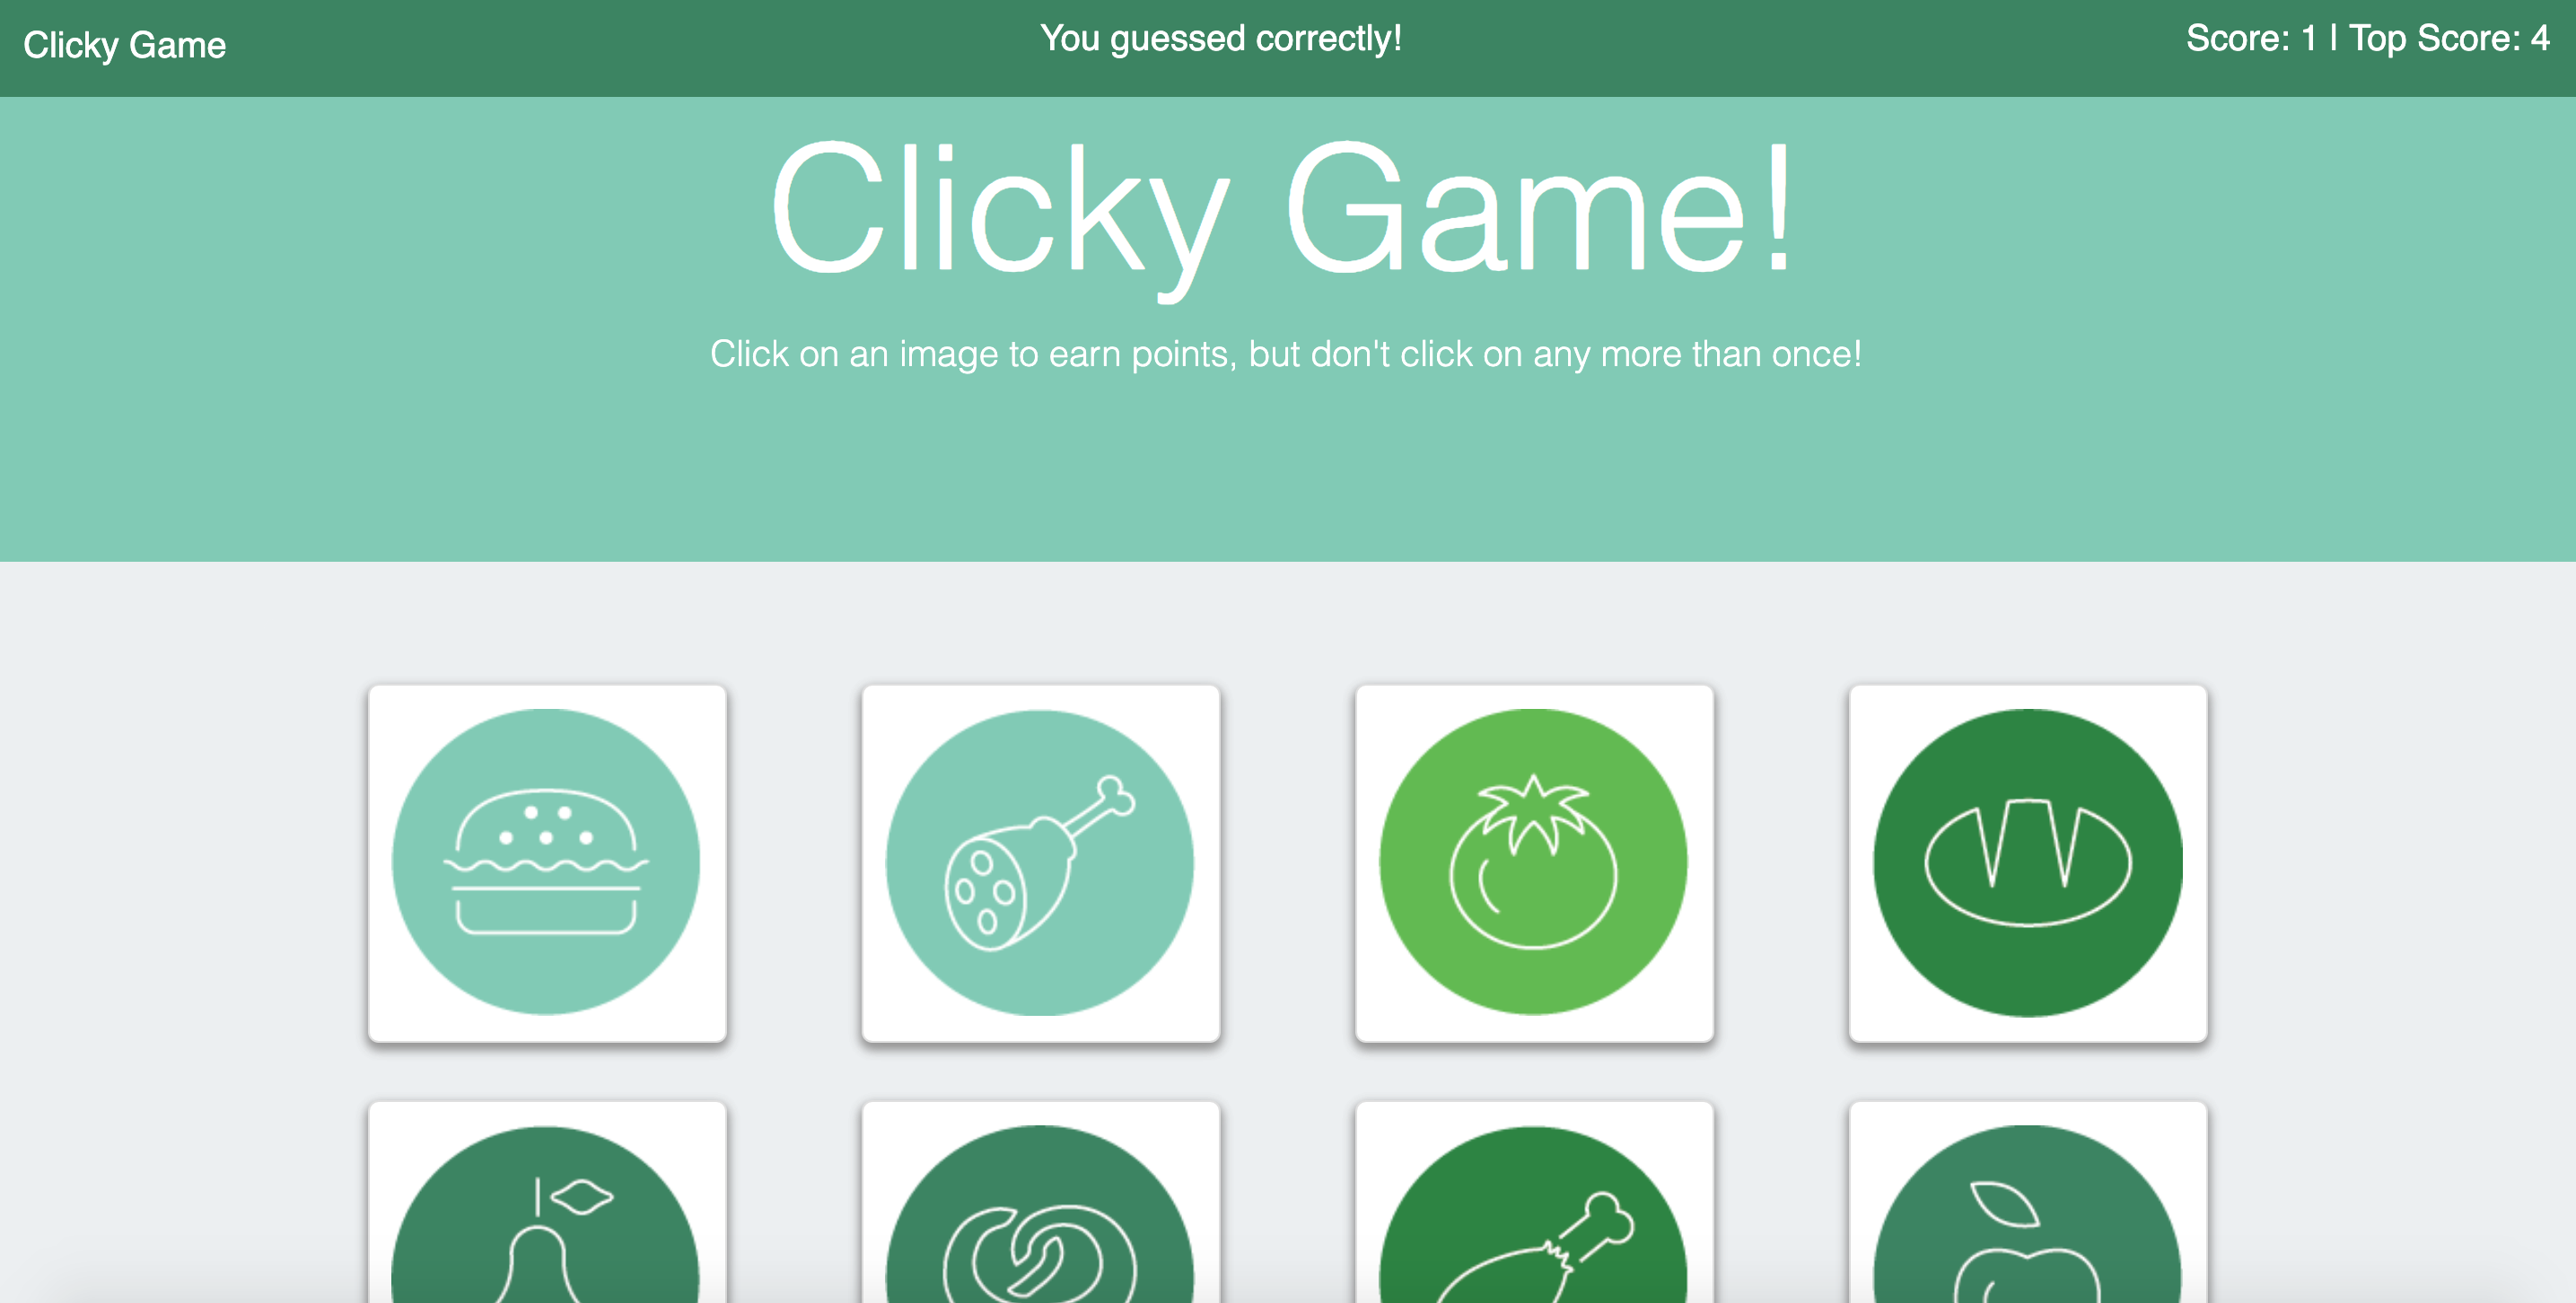 Clicky Game
You guessed correctly!
Score: 1 | Top Score: 4
Clicky Game!
Click on an image to earn points, but don't click on any more than once!